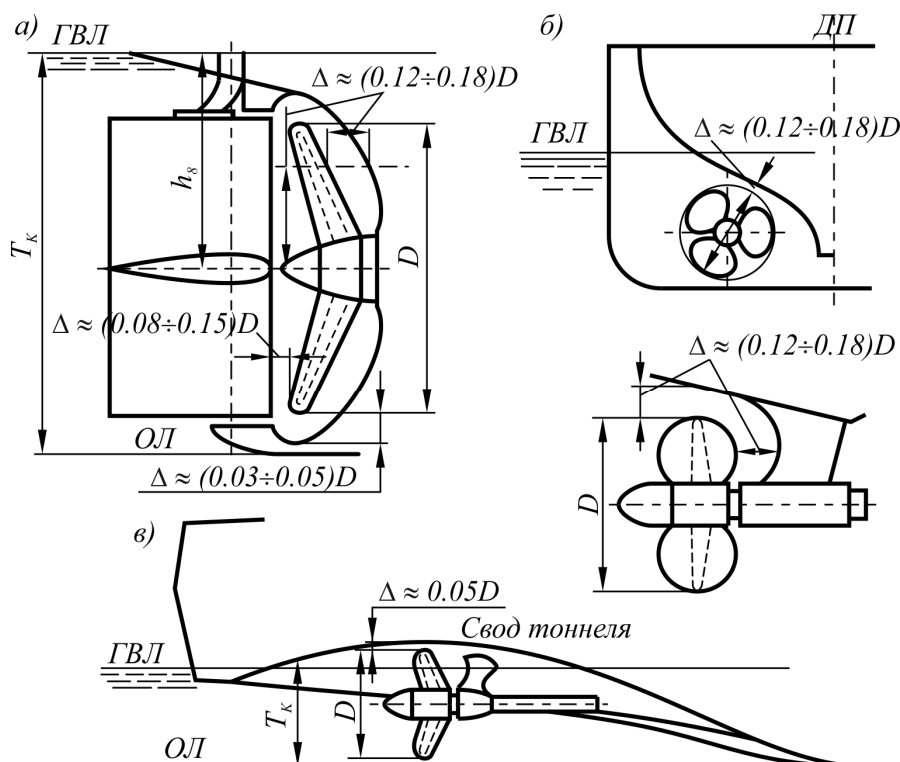 а)
ГВЛ
Δ ≈ (0.12÷0.18)D
h₈
Tк
D
Δ ≈ (0.08÷0.15)D
ОЛ
Δ ≈ (0.03÷0.05)D
б)
ДП
ГВЛ
Δ ≈ (0.12÷0.18)D
Δ ≈ (0.12÷0.18)D
D
в)
Δ ≈ 0.05D
Свод тоннеля
ГВЛ
Tк
D
ОЛ